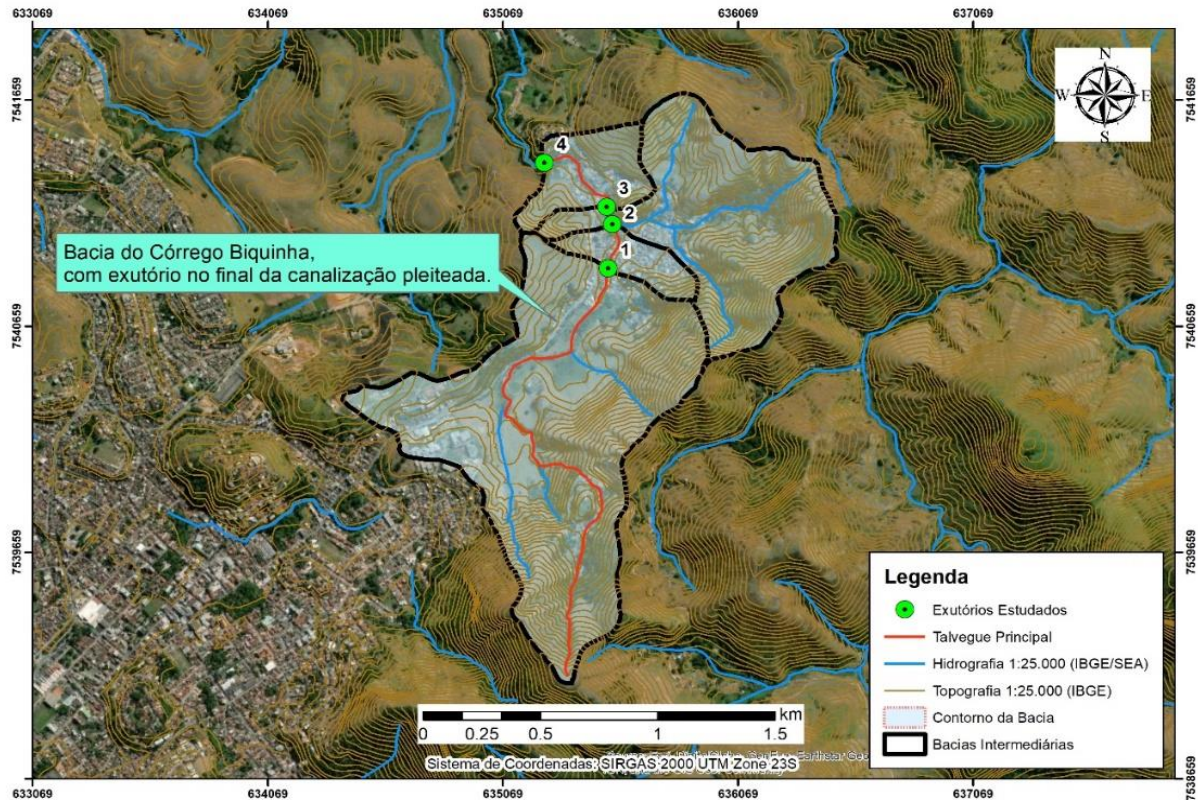 633069 634069 635069 636069 637069
7541659 7541659
N
W E
S
4
3
2
1
Bacia do Córrego Biquinha,
com exutório no final da canalização pleiteada.
7540659 7540659
7539659 7539659
Legenda
Exutórios Estudados
Talvegue Principal
Hidrografia 1:25.000 (IBGE/SEA)
Topografia 1:25.000 (IBGE)
Contorno da Bacia
Bacias Intermediárias
km
0 0.25 0.5 1 1.5
Sistema de Coordenadas: SIRGAS 2000 UTM Zone 23S
7538659 7538659
633069 634069 635069 636069 637069